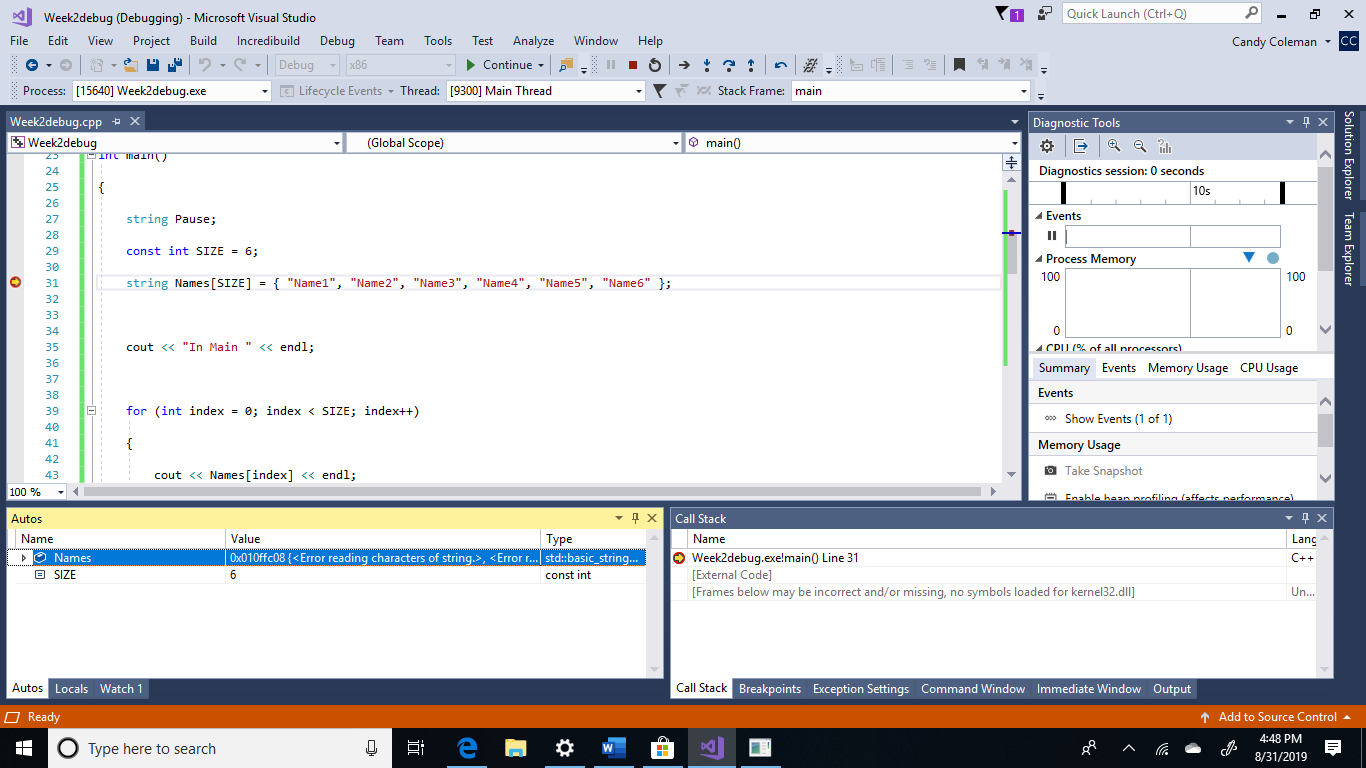 Week2debug (Debugging) - Microsoft Visual Studio
1
Quick Launch (Ctrl+Q)
File Edit View Project Build Incredibuild Debug Team Tools Test Analyze Window Help
Candy Coleman CC
Debug x86 Continue
Process: [15640] Week2debug.exe Lifecycle Events Thread: [9300] Main Thread Stack Frame: main
Week2debug.cpp
Week2debug (Global Scope) main()
23 int main()
24
25 {
26
27 string Pause;
28
29 const int SIZE = 6;
30
31 string Names[SIZE] = { "Name1", "Name2", "Name3", "Name4", "Name5", "Name6" };
32
33
34
35 cout << "In Main " << endl;
36
37
38
39 for (int index = 0; index < SIZE; index++)
40
41 {
42
43 cout << Names[index] << endl;
100 %
Diagnostic Tools
Diagnostics session: 0 seconds
10s
Events
Process Memory
100 100
0 0
CPU (% of all processors)
Summary Events Memory Usage CPU Usage
Events
Show Events (1 of 1)
Memory Usage
Take Snapshot
Enable heap profiling (affects performance)
Solution Explorer
Team Explorer
Autos
Name Value Type
Names 0x010ffc08 {<Error reading characters of string.>, <Error r... std::basic_string...
SIZE 6 const int
Autos Locals Watch 1
Call Stack
Name Lang
Week2debug.exe!main() Line 31 C++
[External Code]
[Frames below may be incorrect and/or missing, no symbols loaded for kernel32.dll] Un...
Call Stack Breakpoints Exception Settings Command Window Immediate Window Output
Ready
Add to Source Control
Type here to search
4:48 PM
8/31/2019